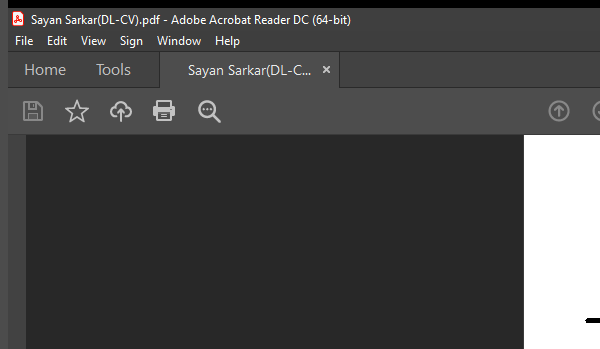 Sayan Sarkar(DL-CV).pdf - Adobe Acrobat Reader DC (64-bit)
File Edit View Sign Window Help
Home Tools Sayan Sarkar(DL-C... ×